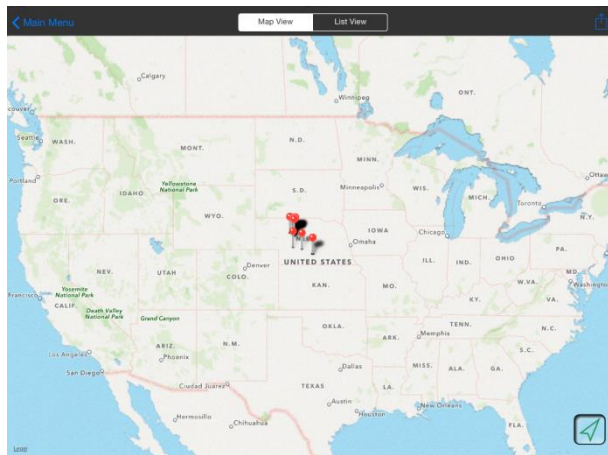 Main Menu
Map View
List View
Calgary
Winnipeg
ONT.
Seattle
WASH.
MONT.
N.D.
MINN.
Portland
ORE.
IDAHO
Yellowstone
National Park
WYO.
S.D.
Minneapolis
WIS.
MICH.
Toronto
N.Y.
IOWA
Omaha
Chicago
Denver
UNITED STATES
NEV.
UTAH
COLO.
KAN.
MO.
ILL.
IND.
OHIO
PA.
MD.
W.VA.
VA.
Washington
Yosemite
National Park
CALIF.
Death Valley
National Park
Grand Canyon
KY.
Los Angeles
ARIZ.
Phoenix
N.M.
OKLA.
ARK.
Memphis
TENN.
N.C.
S.C.
San Diego
Ciudad Juarez
Dallas
TEXAS
LA.
MISS.
ALA.
GA.
Hermosillo
Chihuahua
Austin
Houston
New Orleans
FLA.
Legal